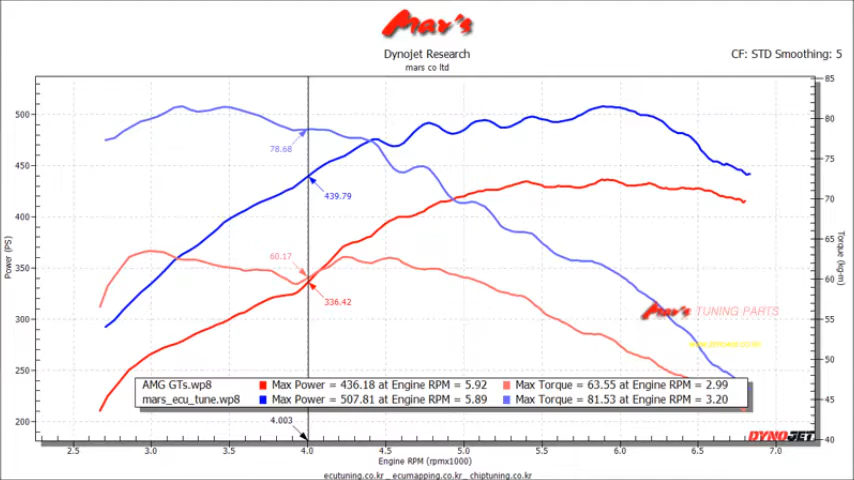 Mar's
Dynojet Research
CF: STD Smoothing: 5
mars co ltd
Power (PS)
500
450
400
350
300
250
200
85
80
75
70
65
60
55
50
45
40
Torque (kg-m)
78.68
439.79
60.17
336.42
Mar's TUNING PARTS
AMG GTs.wp8 Max Power = 436.18 at Engine RPM = 5.92 Max Torque = 63.55 at Engine RPM = 2.99
mars_ecu_tune.wp8 Max Power = 507.81 at Engine RPM = 5.89 Max Torque = 81.53 at Engine RPM = 3.20
4.003
DYNOJET
2.5 3.0 3.5 4.0 4.5 5.0 5.5 6.0 6.5 7.0
Engine RPM (rpmx1000)
ecutuning.co.kr _ ecumapping.co.kr _ chiptuning.co.kr